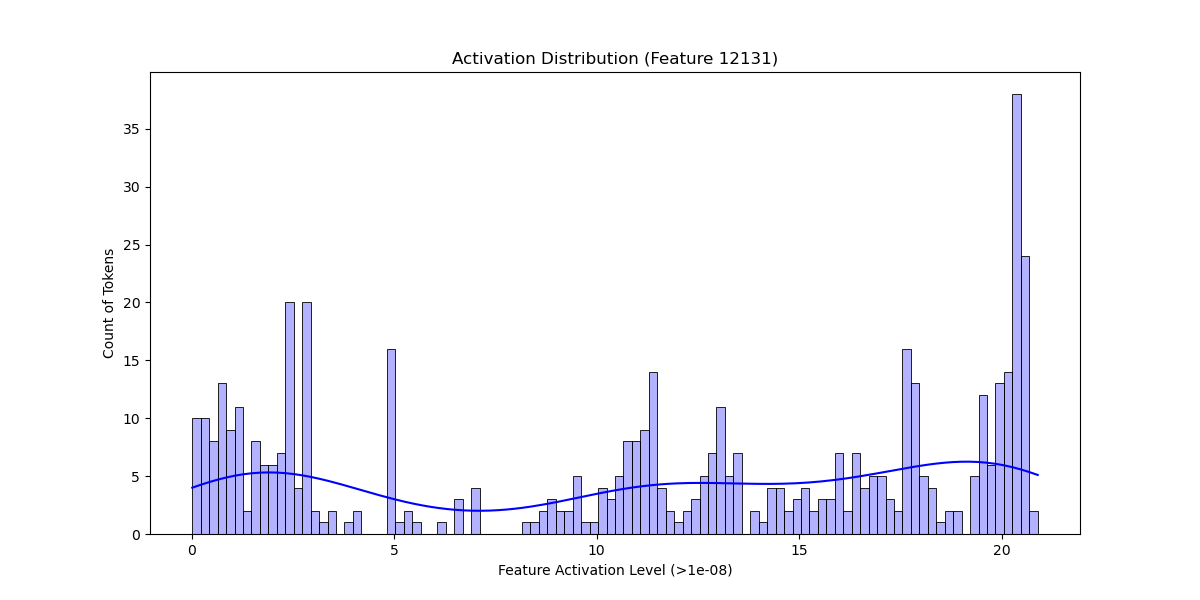 Activation Distribution (Feature 12131)
Count of Tokens
35
30
25
20
15
10
5
0
0 5 10 15 20
Feature Activation Level (>1e-08)